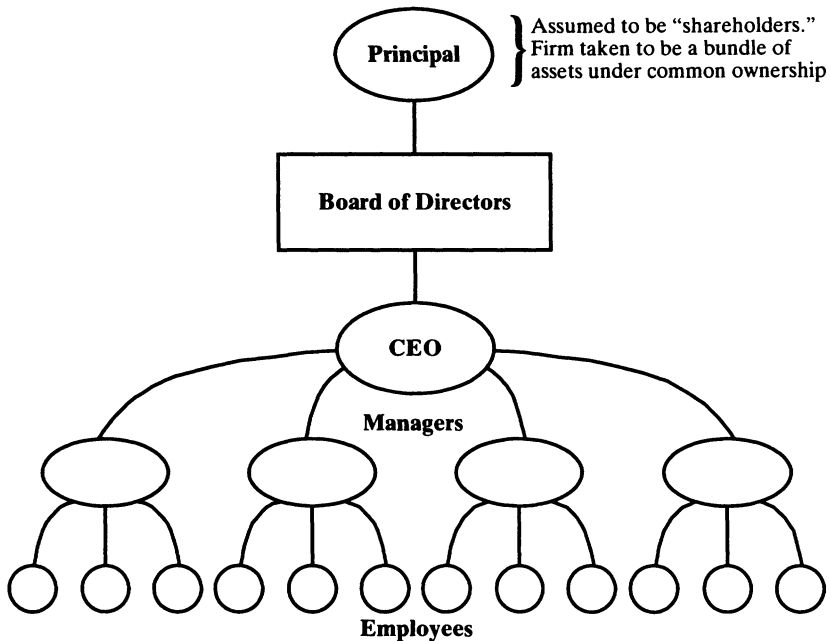 Principal
Assumed to be “shareholders.”
Firm taken to be a bundle of
assets under common ownership
Board of Directors
CEO
Managers
Employees